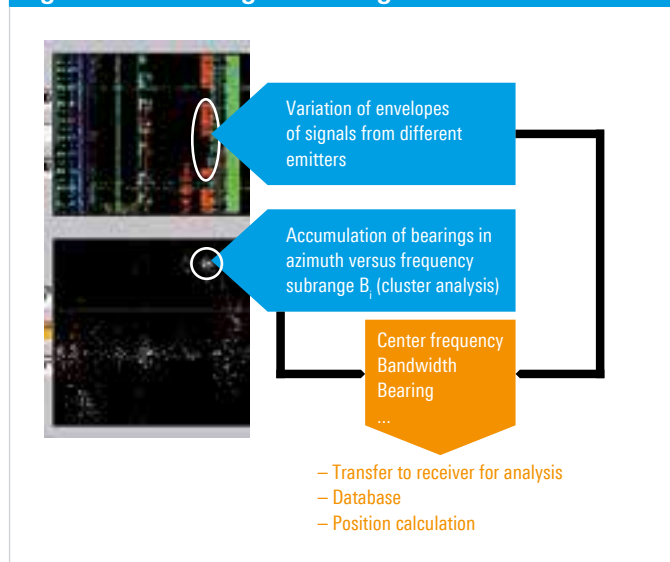 Variation of envelopes
of signals from different
emitters
Accumulation of bearings in
azimuth versus frequency
subrange Bi (cluster analysis)
Center frequency
Bandwidth
Bearing
...
– Transfer to receiver for analysis
– Database
– Position calculation